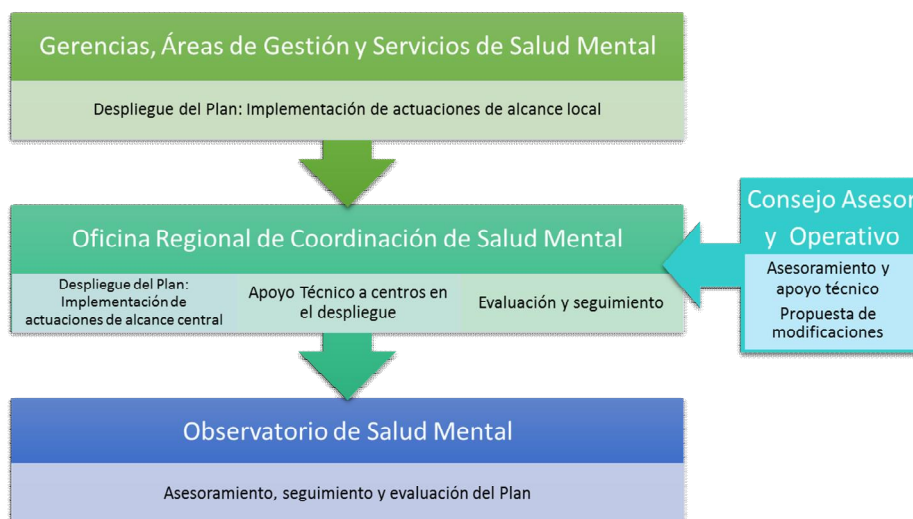 Gerencias, Áreas de Gestión y Servicios de Salud Mental
Despliegue del Plan: Implementación de actuaciones de alcance local
Oficina Regional de Coordinación de Salud Mental
Despliegue del Plan:
Implementación de
actuaciones de alcance central
Apoyo Técnico a centros en
el despliegue
Evaluación y seguimiento
Consejo Asesor
y Operativo
Asesoramiento y
apoyo técnico
Propuesta de
modificaciones
Observatorio de Salud Mental
Asesoramiento, seguimiento y evaluación del Plan